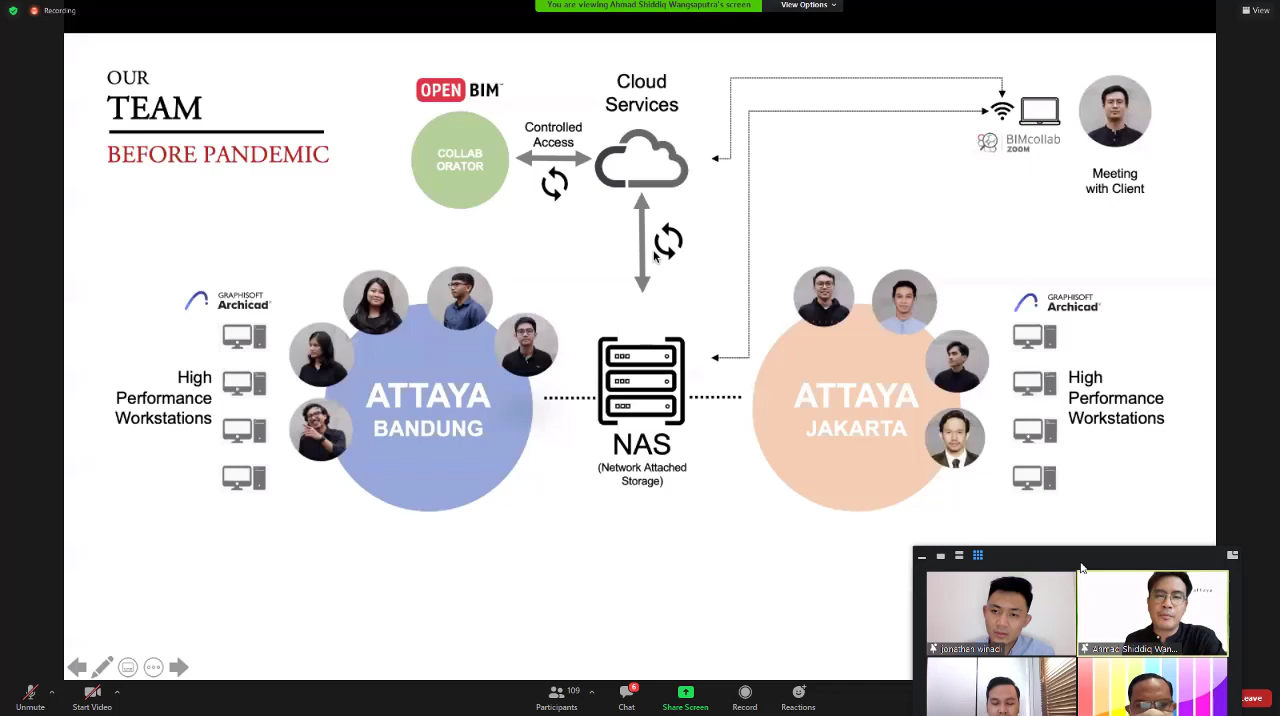 Recording
You are viewing Ahmad Shiddiq Wangsaputra's screen
View Options
View
OUR
TEAM
BEFORE PANDEMIC
OPEN BIM™
COLLAB
ORATOR
Controlled
Access
Cloud
Services
BIMcollab
ZOOM
Meeting
with Client
GRAPHISOFT
Archicad
High
Performance
Workstations
ATTAYA
BANDUNG
NAS
(Network Attached
Storage)
ATTAYA
JAKARTA
GRAPHISOFT
Archicad
High
Performance
Workstations
attaya
jonathan winadi
Ahmad Shiddiq Wan...
Unmute
Start Video
109
Participants
6
Chat
Share Screen
Record
Reactions
Leave